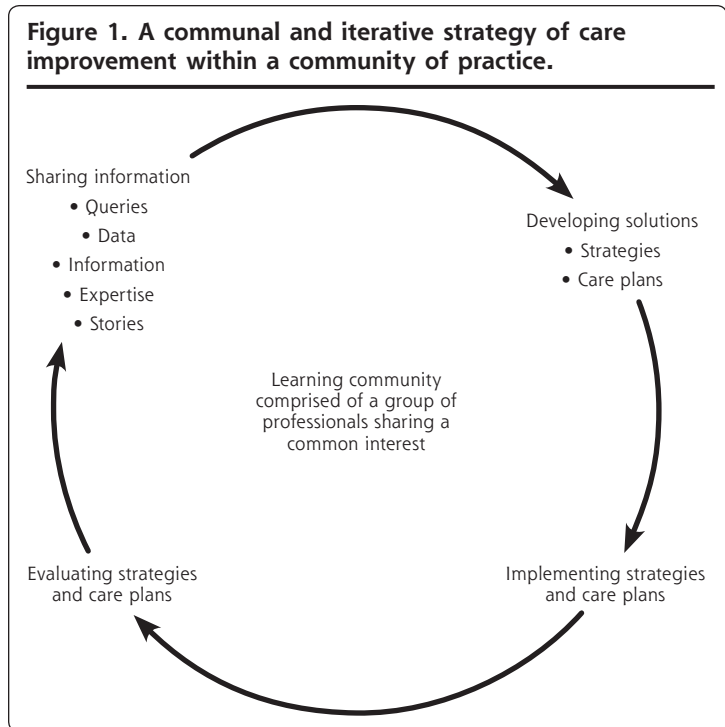 Figure 1. A communal and iterative strategy of care
improvement within a community of practice.
Sharing information
• Queries
• Data
• Information
• Expertise
• Stories
Developing solutions
• Strategies
• Care plans
Learning community
comprised of a group of
professionals sharing a
common interest
Evaluating strategies
and care plans
Implementing strategies
and care plans